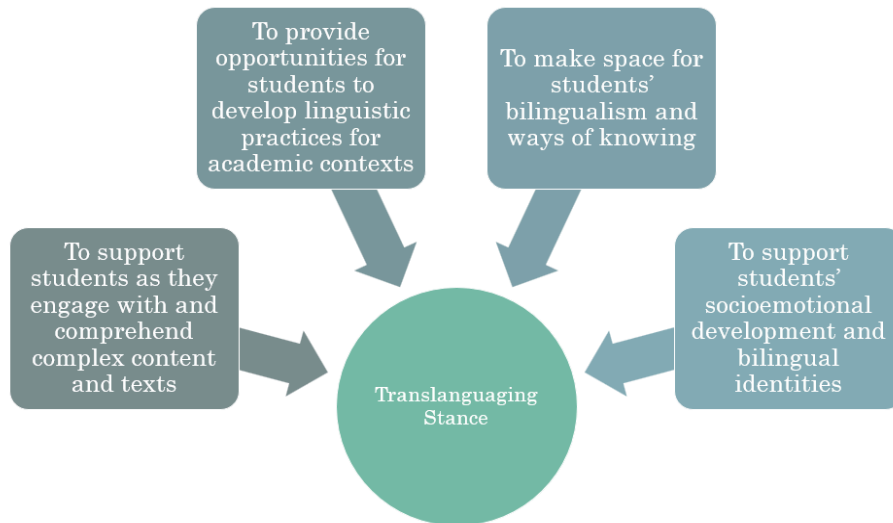 To support
students as they
engage with and
comprehend
complex content
and texts
To provide
opportunities for
students to
develop linguistic
practices for
academic contexts
To make space for
students’
bilingualism and
ways of knowing
To support
students’
socioemotional
development and
bilingual
identities
Translanguaging
Stance